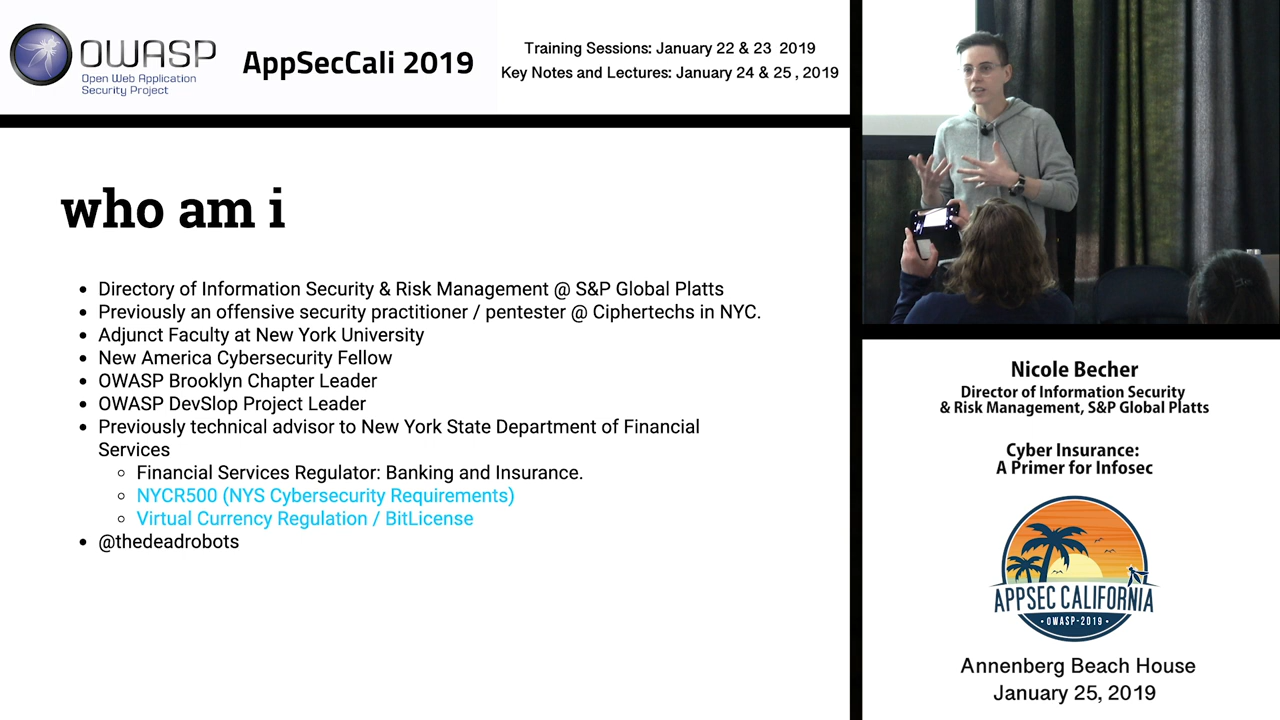 OWASP
Open Web Application
Security Project
AppSecCali 2019
Training Sessions: January 22 & 23 2019
Key Notes and Lectures: January 24 & 25 , 2019
who am i
• Directory of Information Security & Risk Management @ S&P Global Platts
• Previously an offensive security practitioner / pentester @ Ciphertechs in NYC.
• Adjunct Faculty at New York University
• New America Cybersecurity Fellow
• OWASP Brooklyn Chapter Leader
• OWASP DevSlop Project Leader
• Previously technical advisor to New York State Department of Financial
Services
○ Financial Services Regulator: Banking and Insurance.
○ NYCR500 (NYS Cybersecurity Requirements)
○ Virtual Currency Regulation / BitLicense
• @thedeadrobots
Nicole Becher
Director of Information Security
& Risk Management, S&P Global Platts
Cyber Insurance:
A Primer for Infosec
APPSEC CALIFORNIA
• OWASP-2019 •
Annenberg Beach House
January 25, 2019